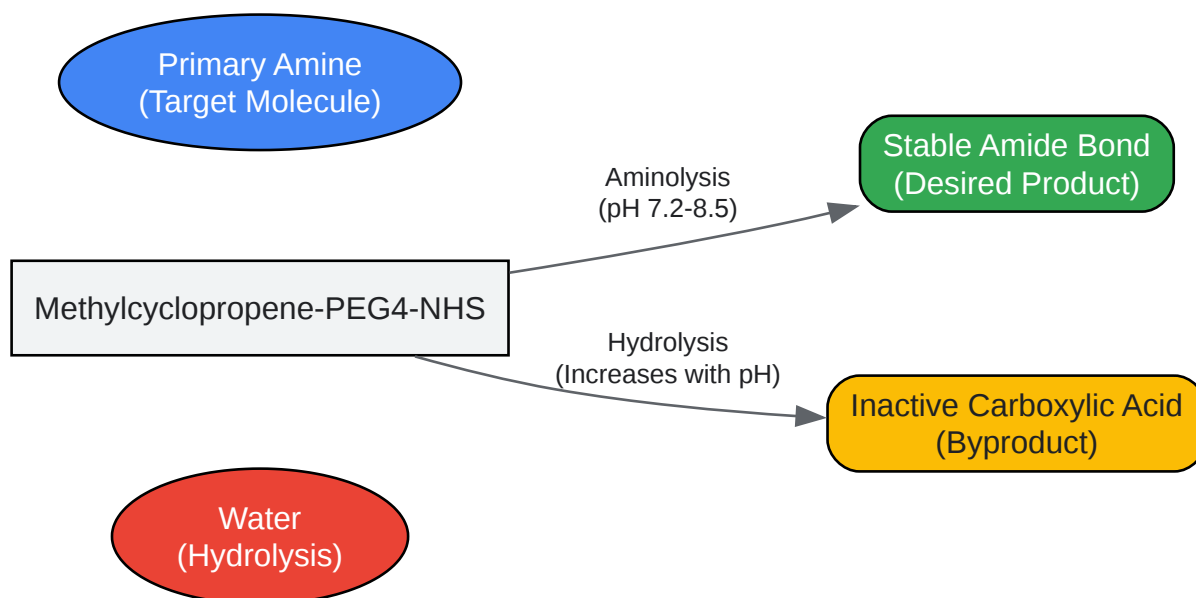 Primary Amine
(Target Molecule)
Stable Amide Bond
(Desired Product)
Aminolysis
(pH 7.2-8.5)
Methylcyclopropene-PEG4-NHS
Hydrolysis
(Increases with pH)
Inactive Carboxylic Acid
(Byproduct)
Water
(Hydrolysis)